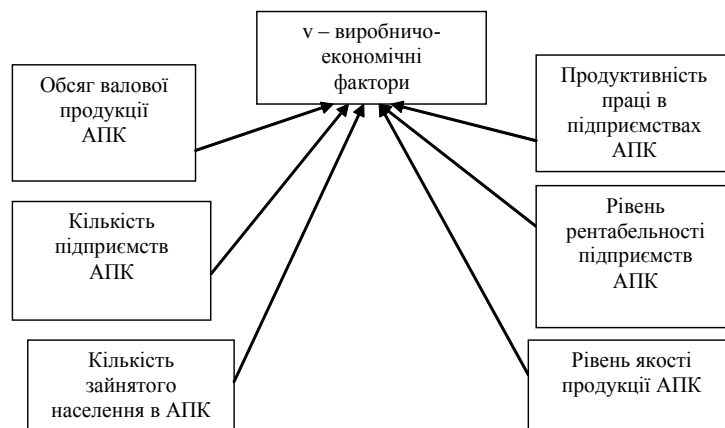 v – виробничо-
економічні
фактори
Обсяг валової
продукції
АПК
Продуктивність
праці в
підприємствах
АПК
Кількість
підприємств
АПК
Рівень
рентабельності
підприємств
АПК
Кількість
зайнятого
населення в АПК
Рівень якості
продукції АПК